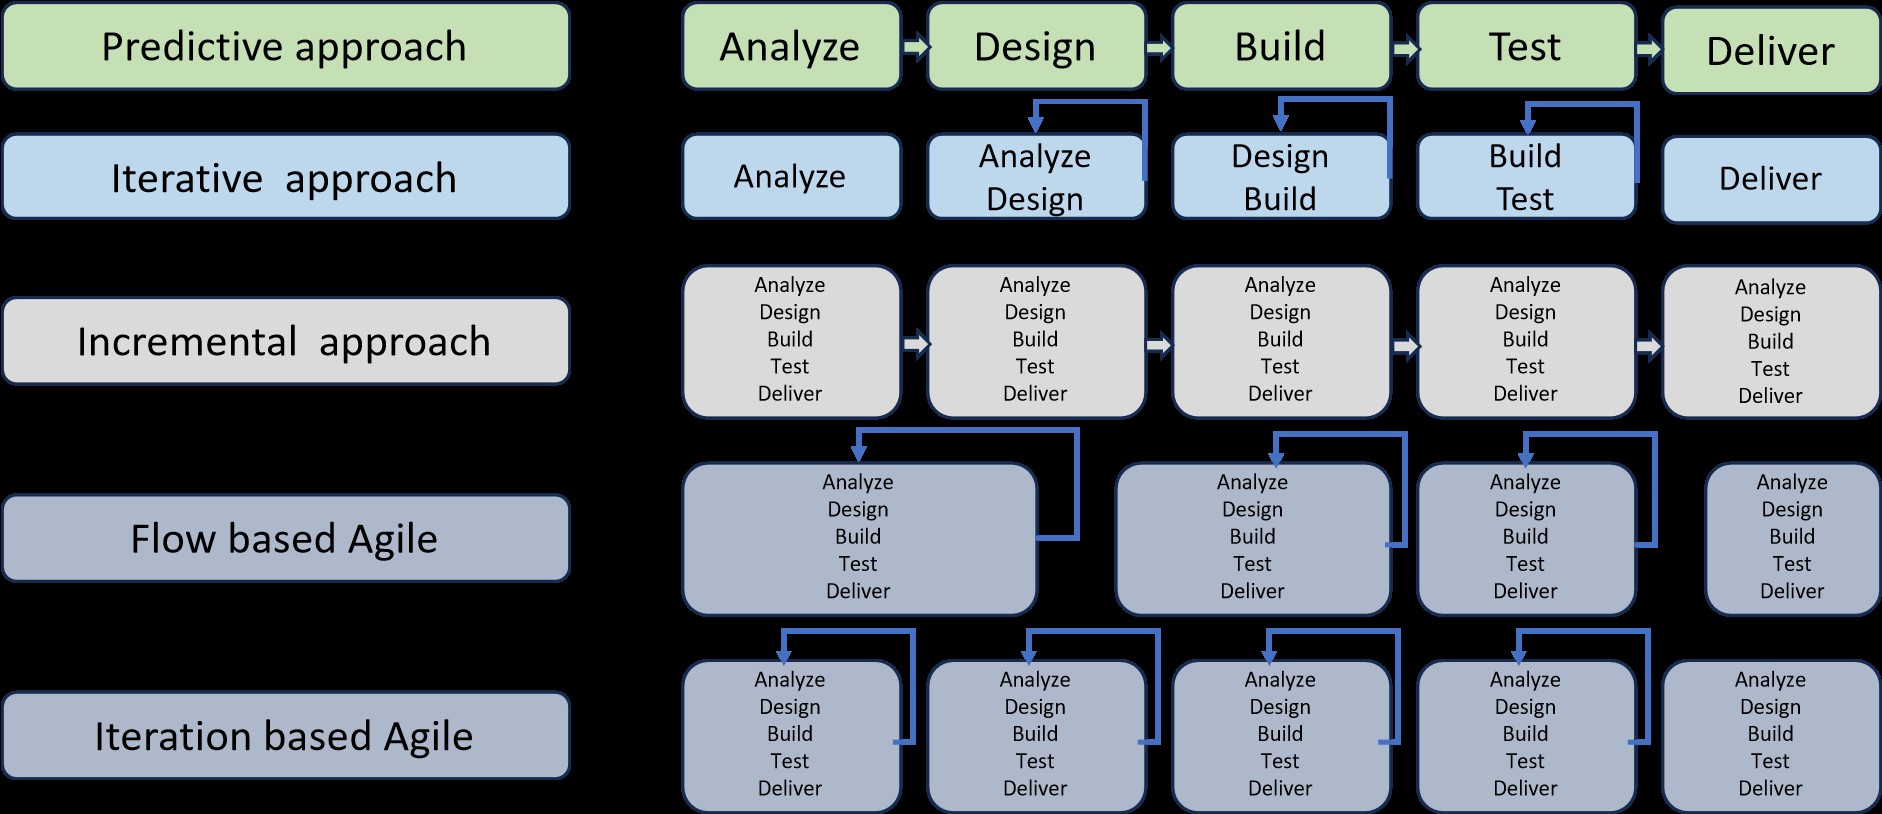 Predictive approach
Analyze
Design
Build
Test
Deliver
Iterative  approach
Analyze
Analyze
Design
Design
Build
Build
Test
Deliver
Incremental  approach
Analyze
Design
Build
Test
Deliver
Analyze
Design
Build
Test
Deliver
Analyze
Design
Build
Test
Deliver
Analyze
Design
Build
Test
Deliver
Analyze
Design
Build
Test
Deliver
Flow based Agile
Analyze
Design
Build
Test
Deliver
Analyze
Design
Build
Test
Deliver
Analyze
Design
Build
Test
Deliver
Analyze
Design
Build
Test
Deliver
Iteration based Agile
Analyze
Design
Build
Test
Deliver
Analyze
Design
Build
Test
Deliver
Analyze
Design
Build
Test
Deliver
Analyze
Design
Build
Test
Deliver
Analyze
Design
Build
Test
Deliver